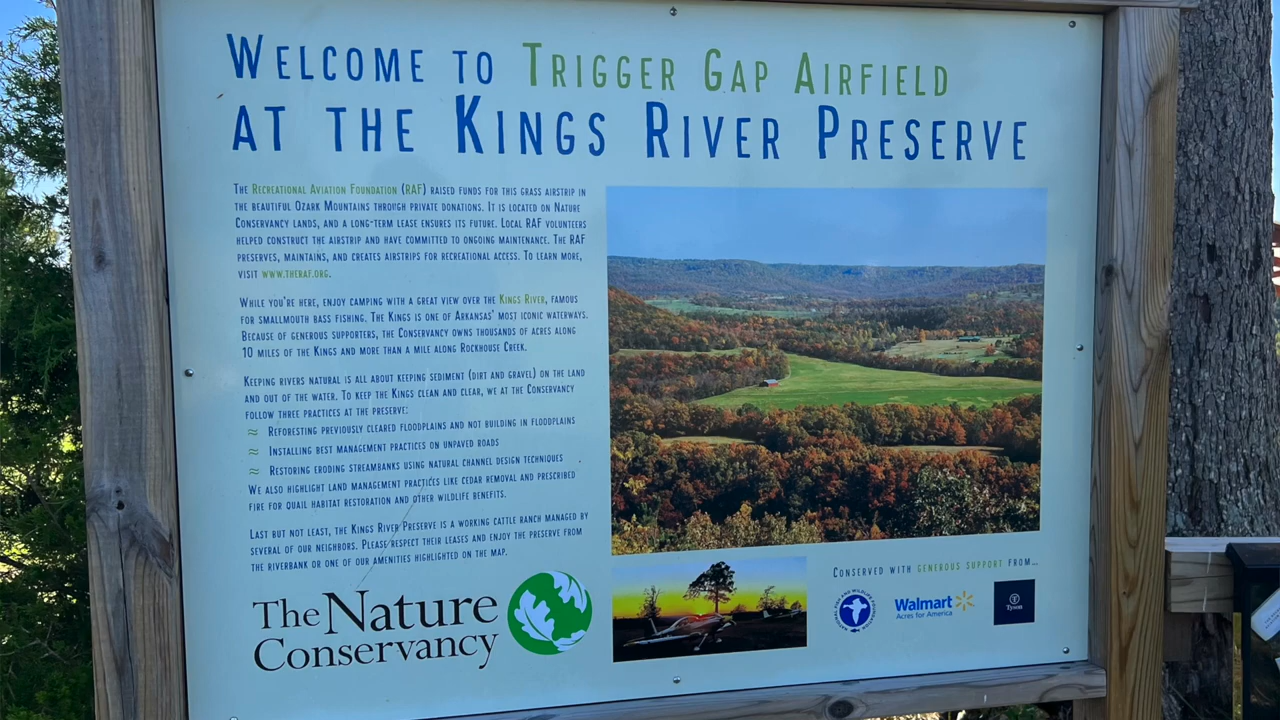 Welcome to Trigger Gap Airfield
at the Kings River Preserve
The Recreational Aviation Foundation (RAF) raised funds for this grass airstrip in
the beautiful Ozark Mountains through private donations. It is located on Nature
Conservancy lands, and a long-term lease ensures its future. Local RAF volunteers
helped construct the airstrip and have committed to ongoing maintenance. The RAF
preserves, maintains, and creates airstrips for recreational access. To learn more,
visit www.theraf.org.
While you're here, enjoy camping with a great view over the Kings River, famous
for smallmouth bass fishing. The Kings is one of Arkansas' most iconic waterways.
Because of generous supporters, the Conservancy owns thousands of acres along
10 miles of the Kings and more than a mile along Rockhouse Creek.
Keeping rivers natural is all about keeping sediment (dirt and gravel) on the land
and out of the water. To keep the Kings clean and clear, we at the Conservancy
follow three practices at the preserve:
≈ Reforesting previously cleared floodplains and not building in floodplains
≈ Installing best management practices on unpaved roads
≈ Restoring eroding streambanks using natural channel design techniques
We also highlight land management practices like cedar removal and prescribed
fire for quail habitat restoration and other wildlife benefits.
Last but not least, the Kings River Preserve is a working cattle ranch managed by
several of our neighbors. Please respect their leases and enjoy the preserve from
the riverbank or one of our amenities highlighted on the map.
The Nature
Conservancy
Conserved with generous support from...
National Fish and Wildlife Foundation
Walmart
Acres for America
Tyson